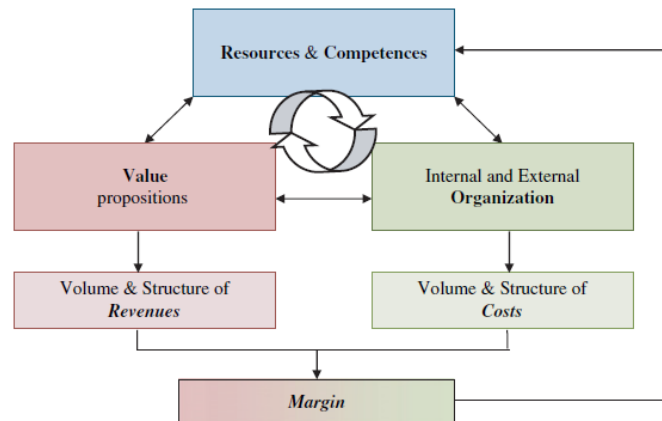 Resources & Competences
Value
propositions
Internal and External
Organization
Volume & Structure of
Revenues
Volume & Structure of
Costs
Margin